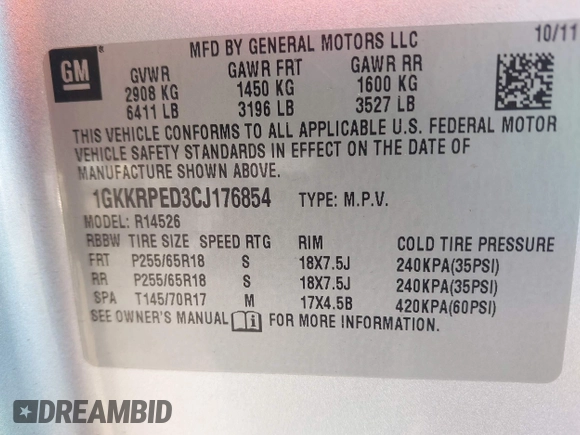 MFD BY GENERAL MOTORS LLC 10/11
GM ®
GVWR GAWR FRT GAWR RR
2908 KG 1450 KG 1600 KG
6411 LB 3196 LB 3527 LB
THIS VEHICLE CONFORMS TO ALL APPLICABLE U.S. FEDERAL MOTOR
VEHICLE SAFETY STANDARDS IN EFFECT ON THE DATE OF
MANUFACTURE SHOWN ABOVE.
1GKKRPED3CJ176854 TYPE: M.P.V.
MODEL: R14526
RBBW TIRE SIZE SPEED RTG RIM COLD TIRE PRESSURE
FRT P255/65R18 S 18X7.5J 240KPA(35PSI)
RR P255/65R18 S 18X7.5J 240KPA(35PSI)
SPA T145/70R17 M 17X4.5B 420KPA(60PSI)
SEE OWNER'S MANUAL i FOR MORE INFORMATION.
DREAMBID